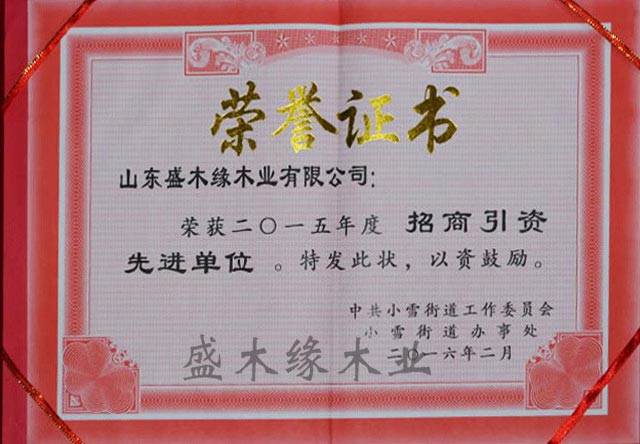 荣誉证书
山东盛木缘木业有限公司：
荣获二〇一五年度 招商引资
先进单位 。特发此状，以资鼓励。
中共小雪街道工作委员会
小雪街道办事处
二〇一六年二月
盛木缘木业